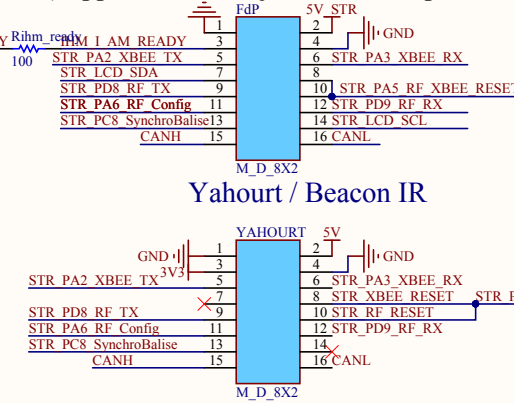 FdP 5V_STR
1 2
Rihm_ready IHM_I_AM_READY 3 4 GND
100 STR_PA2_XBEE_TX 5 6 STR_PA3_XBEE_RX
STR_LCD_SDA 7 8
STR_PD8_RF_TX 9 10 STR_PA5_RF_XBEE_RESET
STR_PA6_RF_Config 11 12 STR_PD9_RF_RX
STR_PC8_SynchroBalise 13 14 STR_LCD_SCL
CANH 15 16 CANL
M_D_8X2
Yahourt / Beacon IR
YAHOURT 5V
GND 1 2
3V3 3 4 GND
STR_PA2_XBEE_TX 5 6 STR_PA3_XBEE_RX
7 8 STR_XBEE_RESET
STR_PD8_RF_TX 9 10 STR_RF_RESET
STR_PA6_RF_Config 11 12 STR_PD9_RF_RX
STR_PC8_SynchroBalise 13 14
CANH 15 16 CANL
M_D_8X2